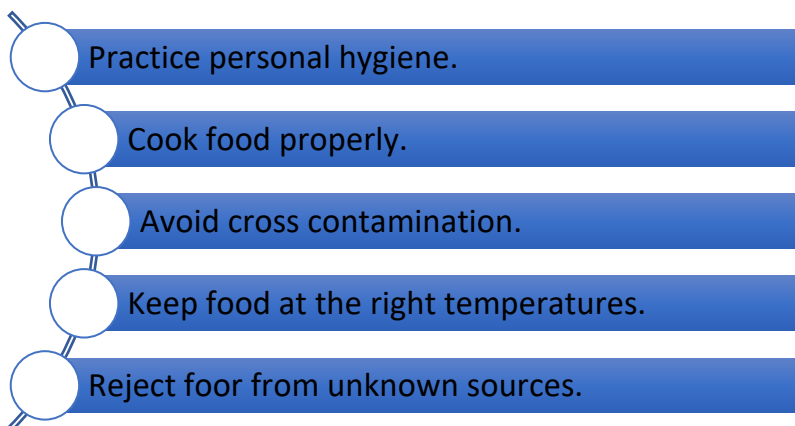 Practice personal hygiene.
Cook food properly.
Avoid cross contamination.
Keep food at the right temperatures.
Reject foor from unknown sources.